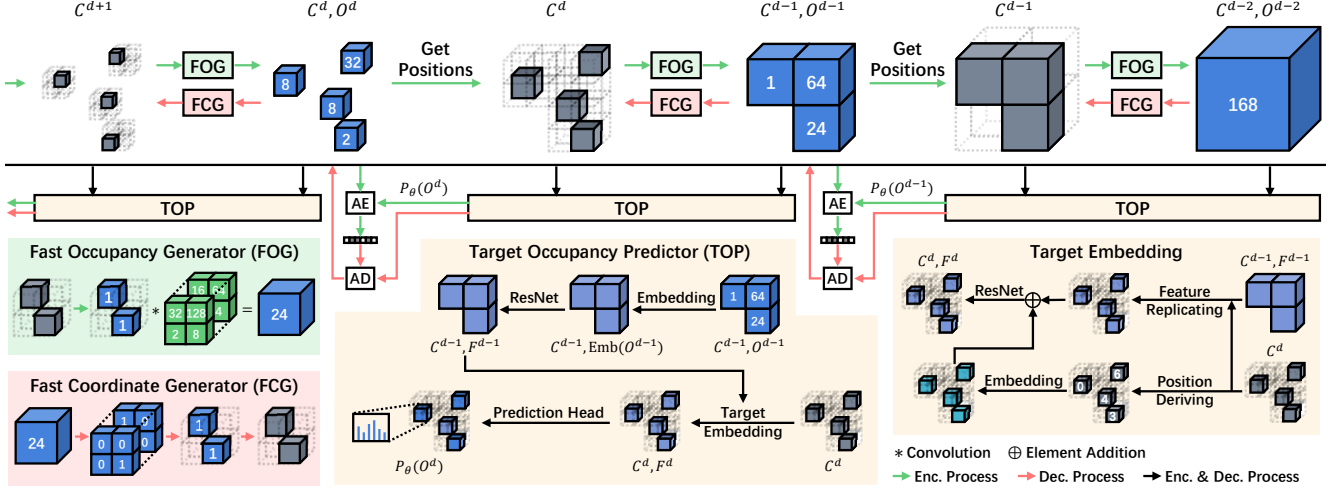 C^{d+1}
C^d, O^d
C^d
C^{d-1}, O^{d-1}
C^{d-1}
C^{d-2}, O^{d-2}
FOG
FCG
8
32
8
2
Get
Positions
FOG
FCG
1
64
24
Get
Positions
FOG
FCG
168
TOP
AE
AD
P_θ(O^d)
TOP
AE
AD
P_θ(O^{d-1})
TOP
Fast Occupancy Generator (FOG)
1
1
*
16
64
32
128
4
2
8
=
24
Fast Coordinate Generator (FCG)
24
1
0
0
0
0
0
1
1
1
Target Occupancy Predictor (TOP)
ResNet
Embedding
1
64
24
C^{d-1}, F^{d-1}
C^{d-1}, Emb(O^{d-1})
C^{d-1}, O^{d-1}
Prediction Head
Target
Embedding
P_θ(O^d)
C^d, F^d
C^d
Target Embedding
C^d, F^d
C^{d-1}, F^{d-1}
ResNet
⊕
Feature
Replicating
C^d
Embedding
0
6
4
3
Position
Deriving
* Convolution
⊕ Element Addition
Enc. Process
Dec. Process
Enc. & Dec. Process